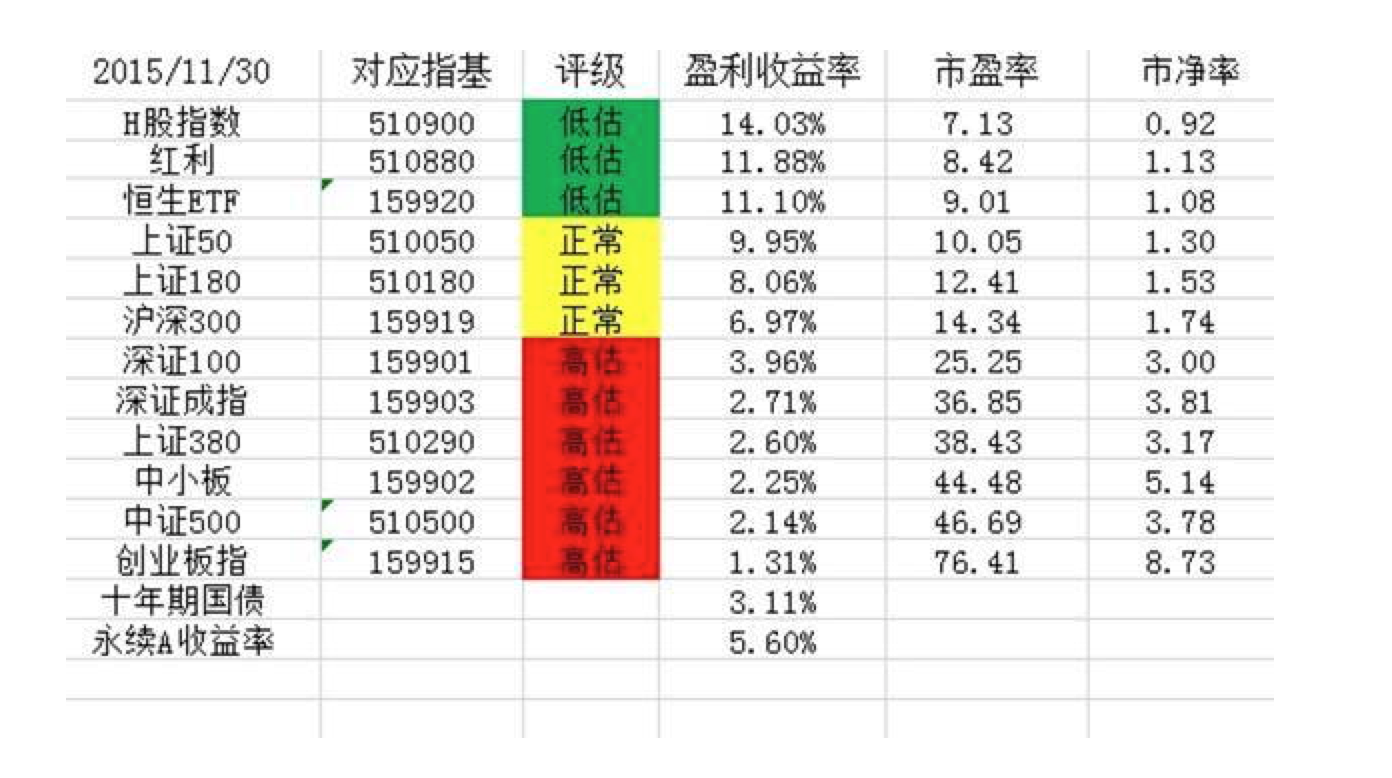 2015/11/30 对应指基 评级 盈利收益率 市盈率 市净率
H股指数 510900 低估 14.03% 7.13 0.92
红利 510880 低估 11.88% 8.42 1.13
恒生ETF 159920 低估 11.10% 9.01 1.08
上证50 510050 正常 9.95% 10.05 1.30
上证180 510180 正常 8.06% 12.41 1.53
沪深300 159919 正常 6.97% 14.34 1.74
深证100 159901 高估 3.96% 25.25 3.00
深证成指 159903 高估 2.71% 36.85 3.81
上证380 510290 高估 2.60% 38.43 3.17
中小板 159902 高估 2.25% 44.48 5.14
中证500 510500 高估 2.14% 46.69 3.78
创业板指 159915 高估 1.31% 76.41 8.73
十年期国债 3.11%
永续A收益率 5.60%